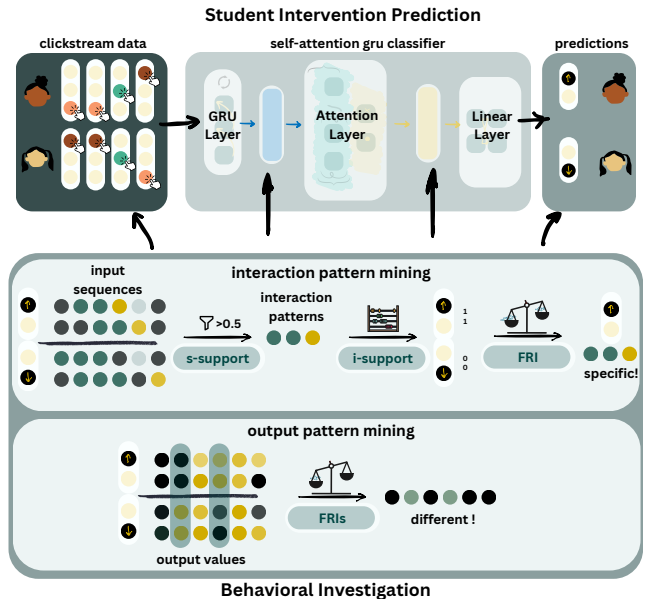 Student Intervention Prediction
clickstream data
self-attention gru classifier
predictions
GRU
Layer
Attention
Layer
Linear
Layer
interaction pattern mining
input
sequences
>0.5
s-support
interaction
patterns
i-support
1
1
0
0
FRI
specific!
output pattern mining
output values
FRIs
different !
Behavioral Investigation